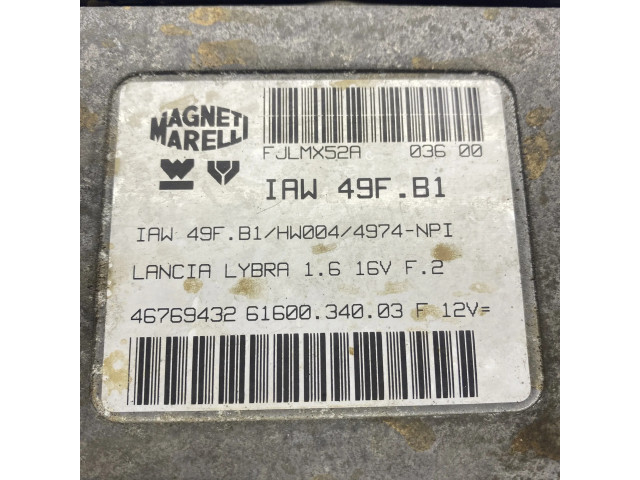 MAGNETI
MARELLI
FJLMX52A 036 00
IAW 49F.B1
IAW 49F.B1/HW004/4974-NPI
LANCIA LYBRA 1.6 16V F.2
46769432 61600.340.03 F 12V=